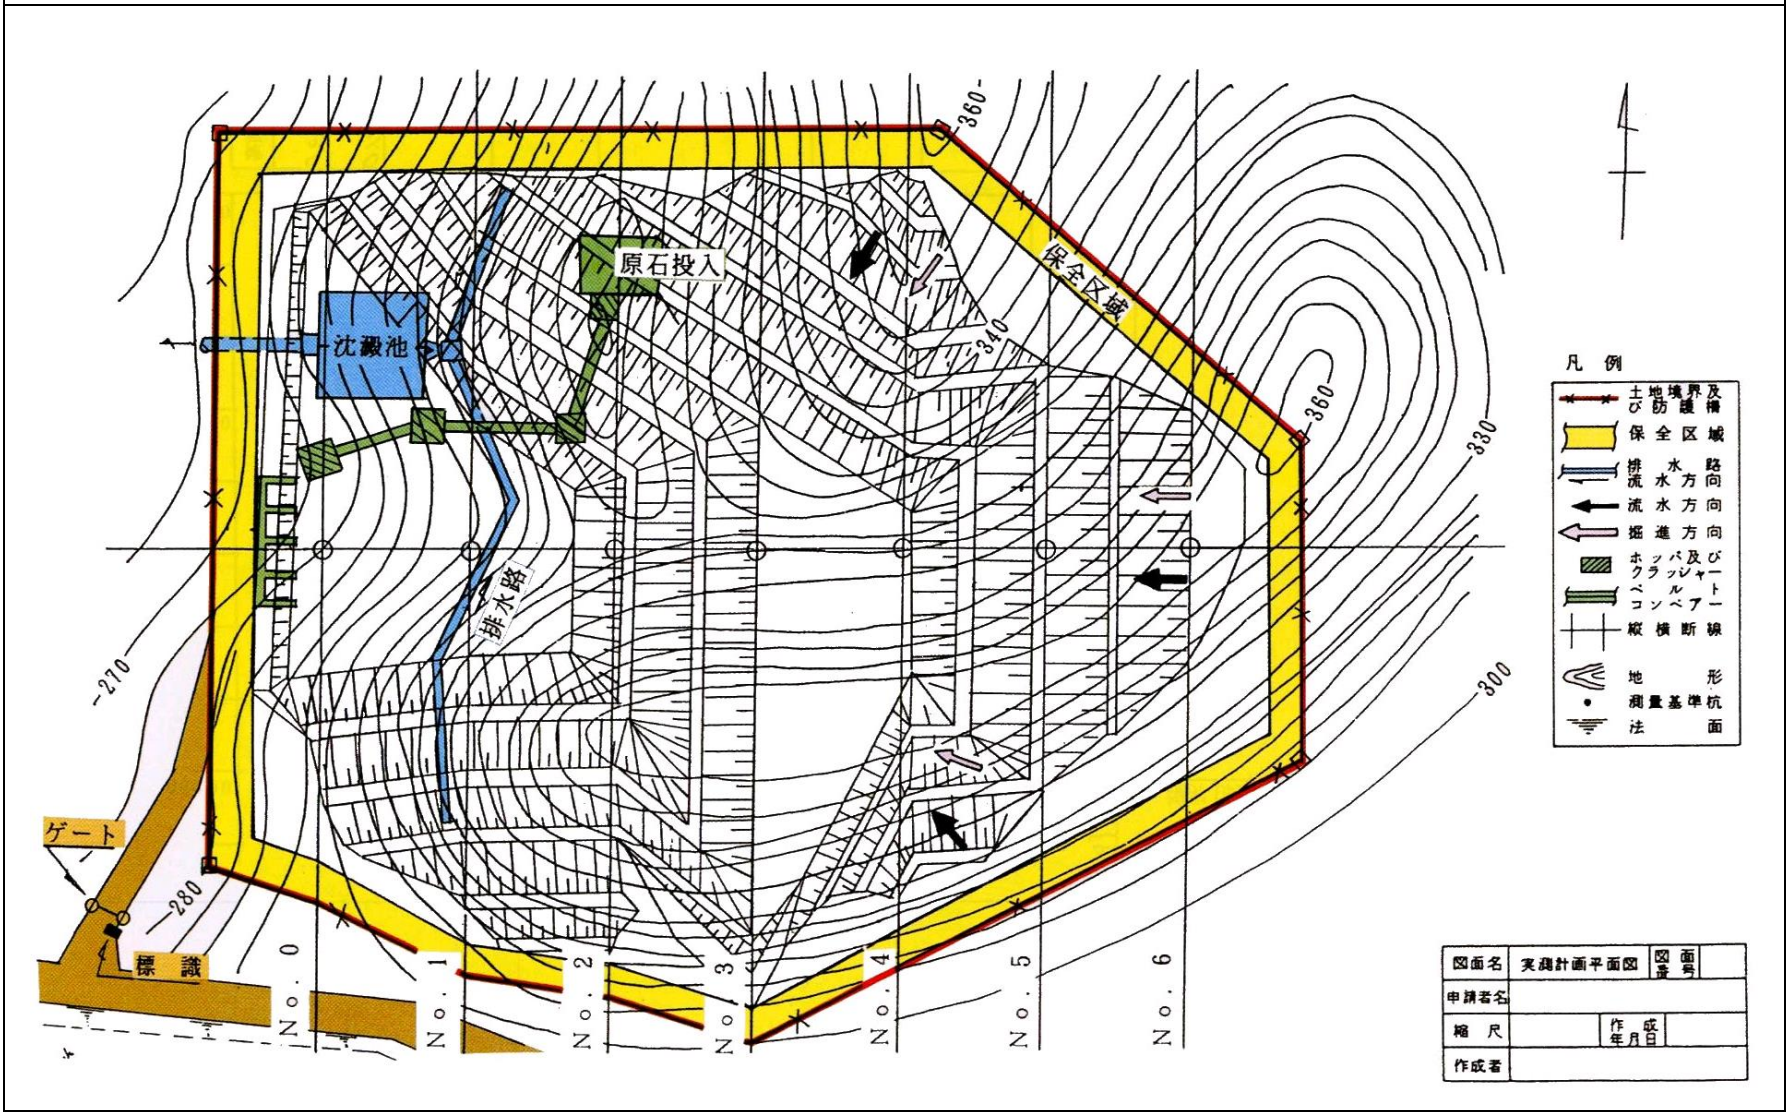 -360-
保全区域
原石投入
沈澱池
-340-
-360-
-330-
-300-
排水路
-270-
-280-
ゲート
標識
No. 0
No. 1
No. 2
No. 3
No. 4
No. 5
No. 6
凡例
土地境界及
び防護柵
保全区域
排水路
流水方向
流水方向
掘進方向
ホッパ及び
クラッシャー
ベルト
コンベアー
縦横断線
地形
測量基準杭
法面
図面名 実測計画平面図 図面番号
申請者名
縮尺 作成年月日
作成者